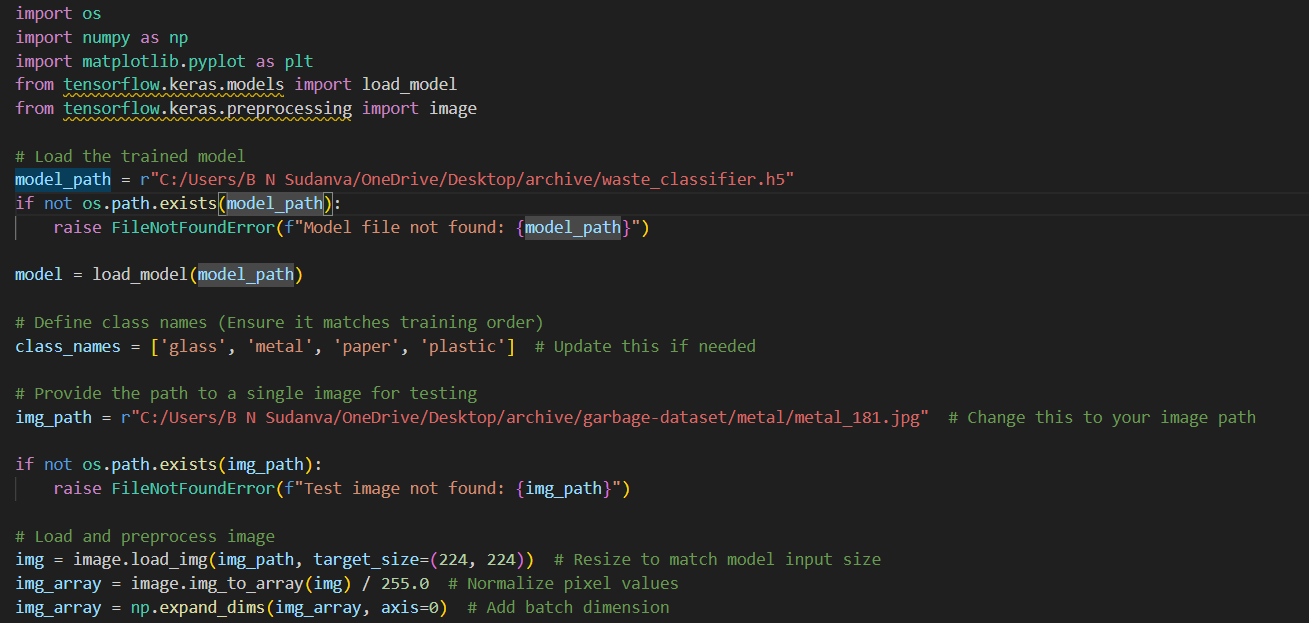 import os
import numpy as np
import matplotlib.pyplot as plt
from tensorflow.keras.models import load_model
from tensorflow.keras.preprocessing import image
# Load the trained model
model_path = r"C:/Users/B N Sudanva/OneDrive/Desktop/archive/waste_classifier.h5"
if not os.path.exists(model_path):
    raise FileNotFoundError(f"Model file not found: {model_path}")
model = load_model(model_path)
# Define class names (Ensure it matches training order)
class_names = ['glass', 'metal', 'paper', 'plastic']  # Update this if needed
# Provide the path to a single image for testing
img_path = r"C:/Users/B N Sudanva/OneDrive/Desktop/archive/garbage-dataset/metal/metal_181.jpg"  # Change this to your image path
if not os.path.exists(img_path):
    raise FileNotFoundError(f"Test image not found: {img_path}")
# Load and preprocess image
img = image.load_img(img_path, target_size=(224, 224))  # Resize to match model input size
img_array = image.img_to_array(img) / 255.0  # Normalize pixel values
img_array = np.expand_dims(img_array, axis=0)  # Add batch dimension